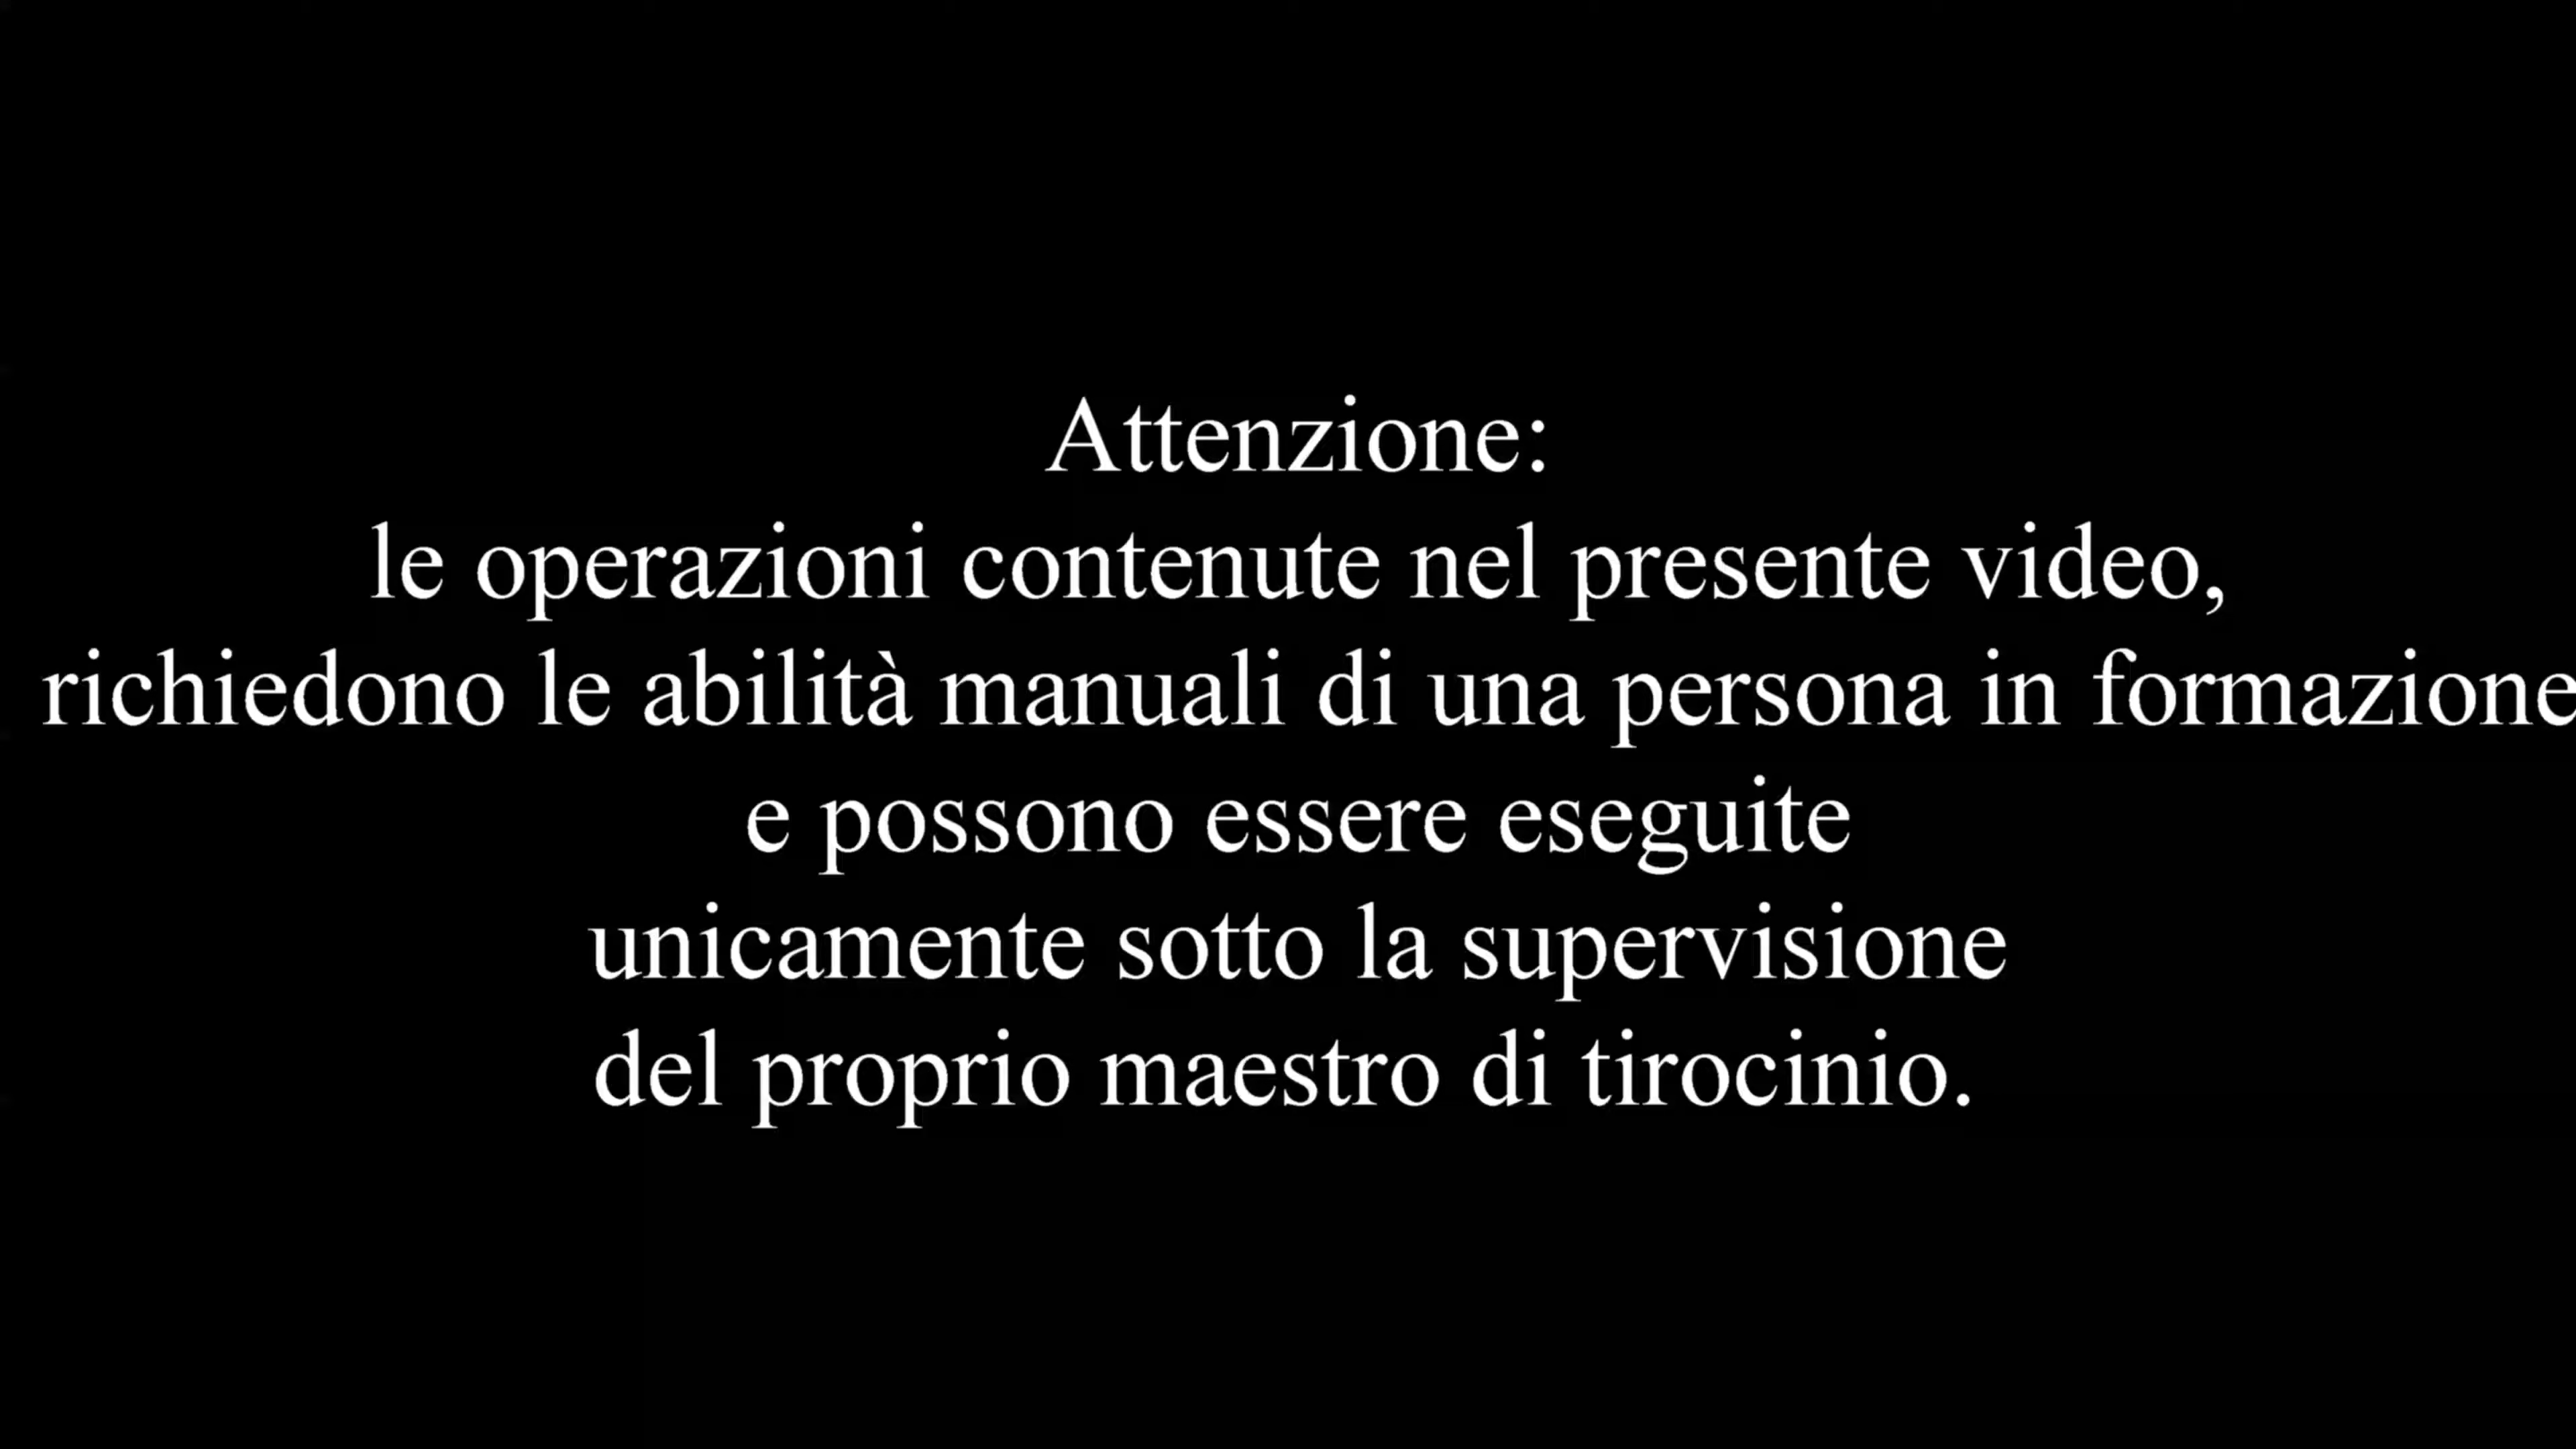 Attenzione:
le operazioni contenute nel presente video,
richiedono le abilità manuali di una persona in formazione
e possono essere eseguite
unicamente sotto la supervisione
del proprio maestro di tirocinio.